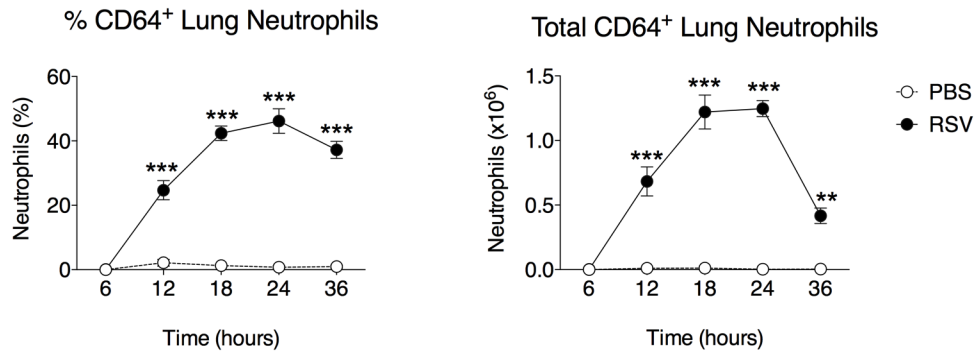 % CD64⁺ Lung Neutrophils
Neutrophils (%)
60
40
20
0
***
***
***
***
6 12 18 24 36
Time (hours)
Total CD64⁺ Lung Neutrophils
Neutrophils (x10⁶)
1.5
1.0
0.5
0.0
***
***
***
**
6 12 18 24 36
Time (hours)
PBS
RSV